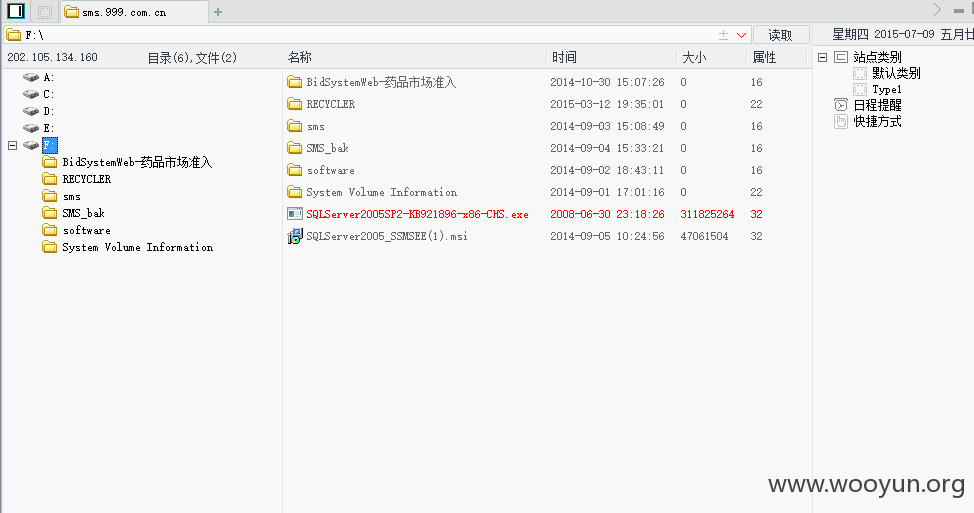 sms.999.com.cn
F:\
读取
星期四 2015-07-09 五月廿
202.105.134.160 目录(6),文件(2)
名称 时间 大小 属性
A:
C:
D:
E:
F:
BidSystemWeb-药品市场准入
RECYCLER
sms
SMS_bak
software
System Volume Information
BidSystemWeb-药品市场准入 2014-10-30 15:07:26 0 16
RECYCLER 2015-03-12 19:35:01 0 22
sms 2014-09-03 15:08:49 0 16
SMS_bak 2014-09-04 15:33:21 0 16
software 2014-09-02 18:43:11 0 16
System Volume Information 2014-09-01 17:01:16 0 22
SQLServer2005SP2-KB921896-x86-CHS.exe 2008-06-30 23:18:26 311825264 32
SQLServer2005_SSMSEE(1).msi 2014-09-05 10:24:56 47061504 32
站点类别
默认类别
Type1
日程提醒
快捷方式
www.wooyun.org